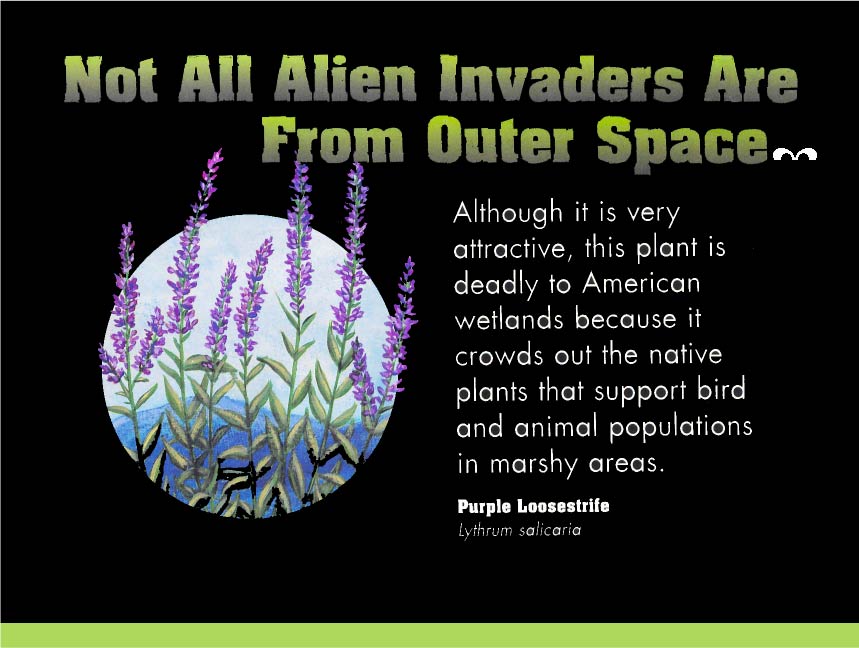 Not All Alien Invaders Are
From Outer Space...
Although it is very
attractive, this plant is
deadly to American
wetlands because it
crowds out the native
plants that support bird
and animal populations
in marshy areas.
Purple Loosestrife
Lythrum salicaria